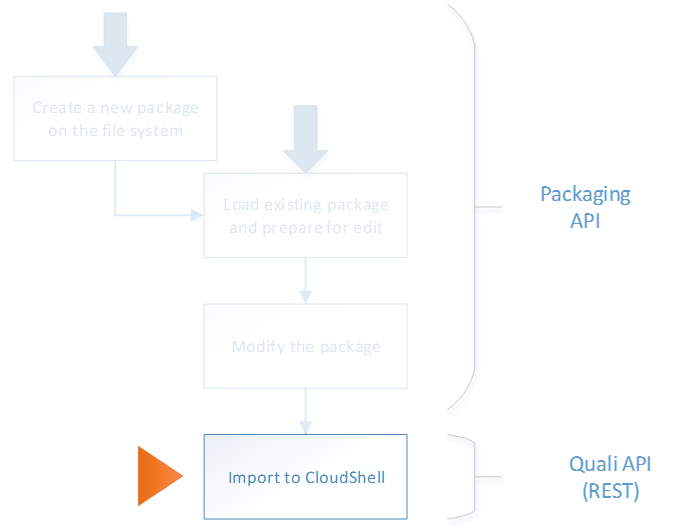 Create a new package
on the file system
Load existing package
and prepare for edit
Packaging
API
Modify the package
Import to CloudShell
Quali API
(REST)